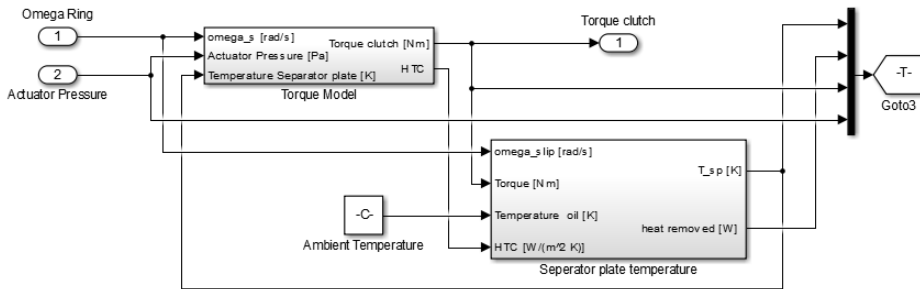 Omega Ring
1
omega_s [rad/s]
Torque clutch [Nm]
Actuator Pressure [Pa]
HTC
Temperature Separator plate [K]
Torque Model
2
Actuator Pressure
Torque clutch
1
-T-
Goto3
omega_slip [rad/s]
T_sp [K]
Torque [Nm]
Temperature oil [K]
heat removed [W]
HTC [W/(m^2 K)]
Seperator plate temperature
-C-
Ambient Temperature